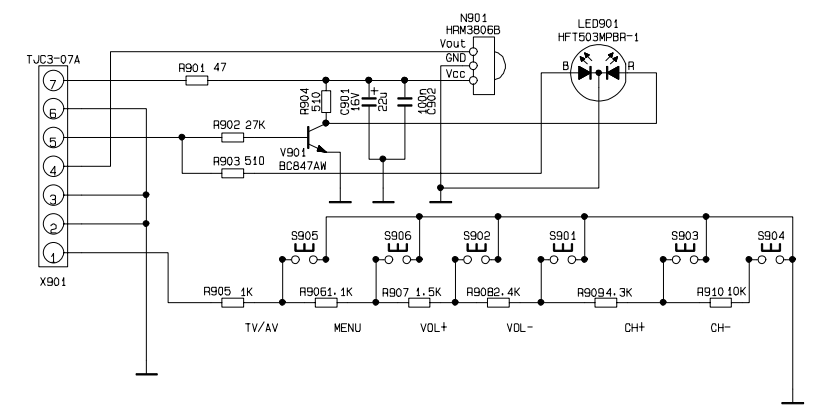 N901
HRM3806B
LED901
HFT503MPBR-1
TJC3-07A
Vout
GND
Vcc
B
R
R901 47
7
6
5
4
3
2
1
R904
510
C901
16V
22u
100n
C902
R902 27K
V901
BC847AW
R903 510
S905
S906
S902
S901
S903
S904
X901
R905 1K
R906 1.1K
R907 1.5K
R908 2.4K
R909 4.3K
R910 10K
TV/AV
MENU
VOL+
VOL-
CH+
CH-